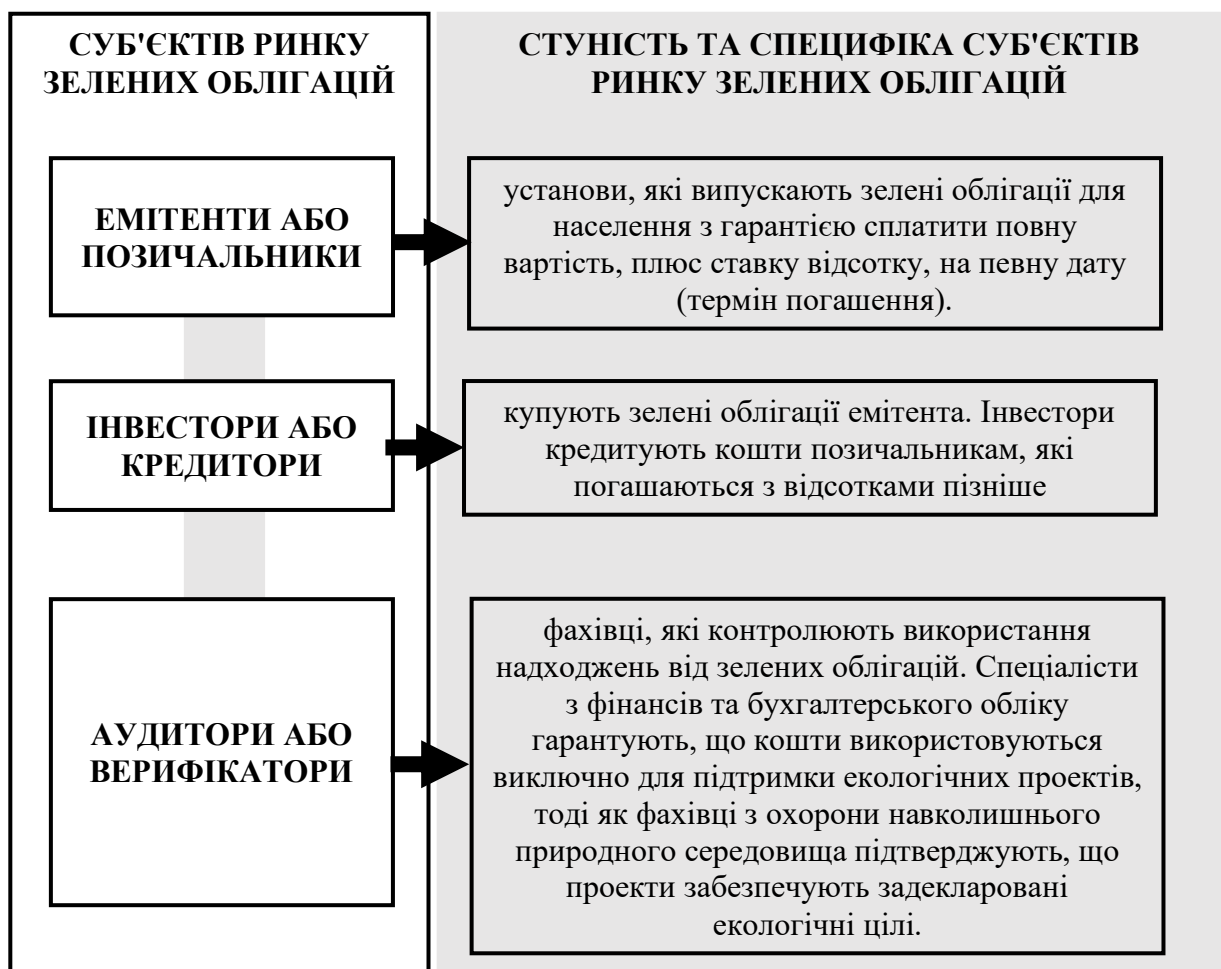 СУБ'ЄКТІВ РИНКУ
ЗЕЛЕНИХ ОБЛІГАЦІЙ
СТУНІСТЬ ТА СПЕЦИФІКА СУБ'ЄКТІВ
РИНКУ ЗЕЛЕНИХ ОБЛІГАЦІЙ
ЕМІТЕНТИ АБО
ПОЗИЧАЛЬНИКИ
установи, які випускають зелені облігації для
населення з гарантією сплатити повну
вартість, плюс ставку відсотку, на певну дату
(термін погашення).
ІНВЕСТОРИ АБО
КРЕДИТОРИ
купують зелені облігації емітента. Інвестори
кредитують кошти позичальникам, які
погашаються з відсотками пізніше
АУДИТОРИ АБО
ВЕРИФІКАТОРИ
фахівці, які контролюють використання
надходжень від зелених облігацій. Спеціалісти
з фінансів та бухгалтерського обліку
гарантують, що кошти використовуються
виключно для підтримки екологічних проектів,
тоді як фахівці з охорони навколишнього
природного середовища підтверджують, що
проекти забезпечують задекларовані
екологічні цілі.